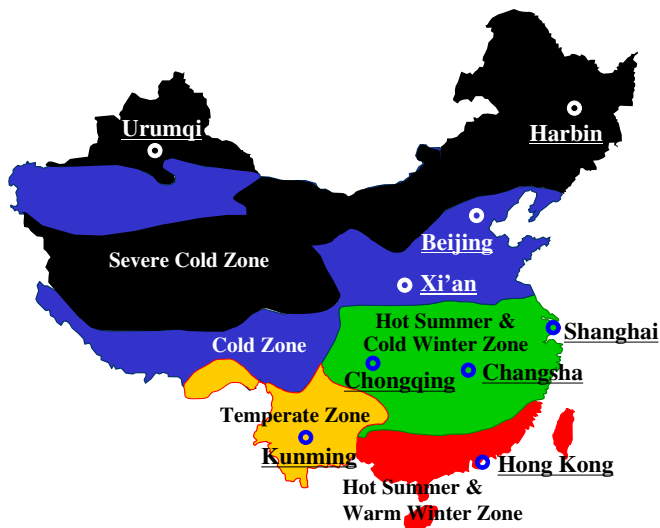 Urumqi
Harbin
Beijing
Severe Cold Zone
Xi'an
Hot Summer &
Cold Winter Zone
Shanghai
Cold Zone
Chongqing
Changsha
Temperate Zone
Kunming
Hong Kong
Hot Summer &
Warm Winter Zone